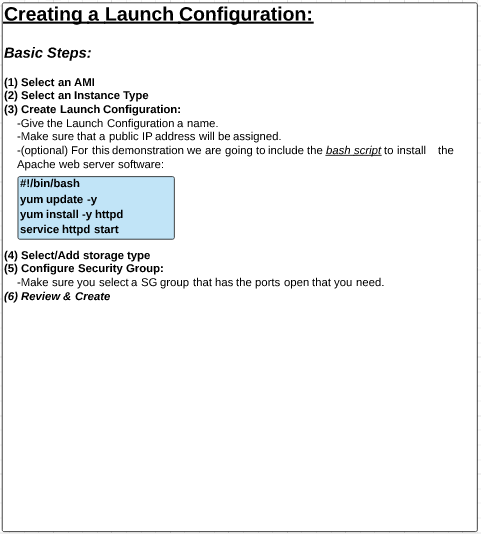 Creating a Launch Configuration:
Basic Steps:
(1) Select an AMI
(2) Select an Instance Type
(3) Create Launch Configuration:
-Give the Launch Configuration a name.
-Make sure that a public IP address will be assigned.
-(optional) For this demonstration we are going to include the bash script to install the
Apache web server software:
#!/bin/bash
yum update -y
yum install -y httpd
service httpd start
(4) Select/Add storage type
(5) Configure Security Group:
-Make sure you select a SG group that has the ports open that you need.
(6) Review & Create